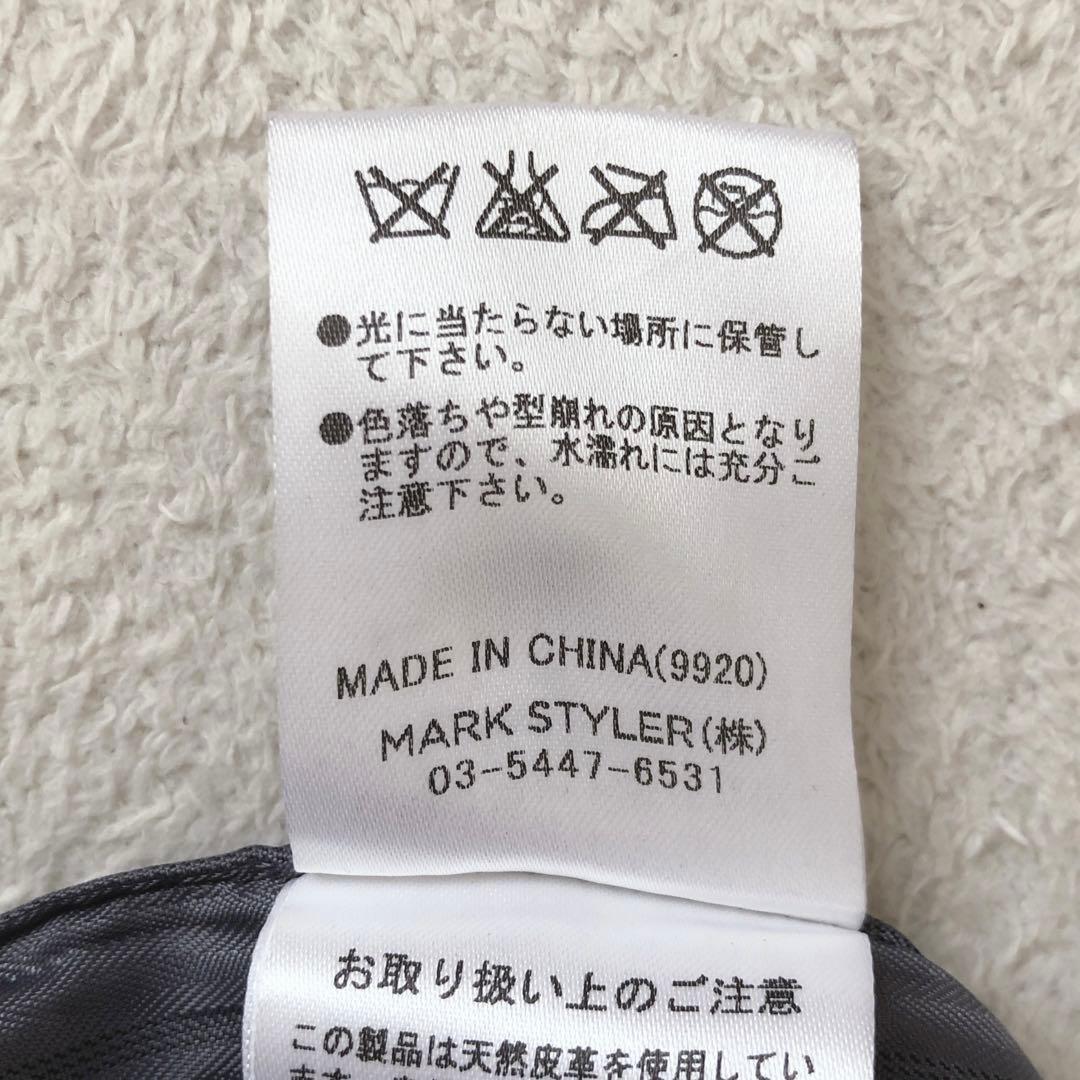 ●光に当たらない場所に保管し
て下さい。
●色落ちや型崩れの原因となり
ますので、水濡れには充分ご
注意下さい。
MADE IN CHINA(9920)
MARK STYLER(株)
03-5447-6531
お取り扱い上のご注意
この製品は天然皮革を使用してい